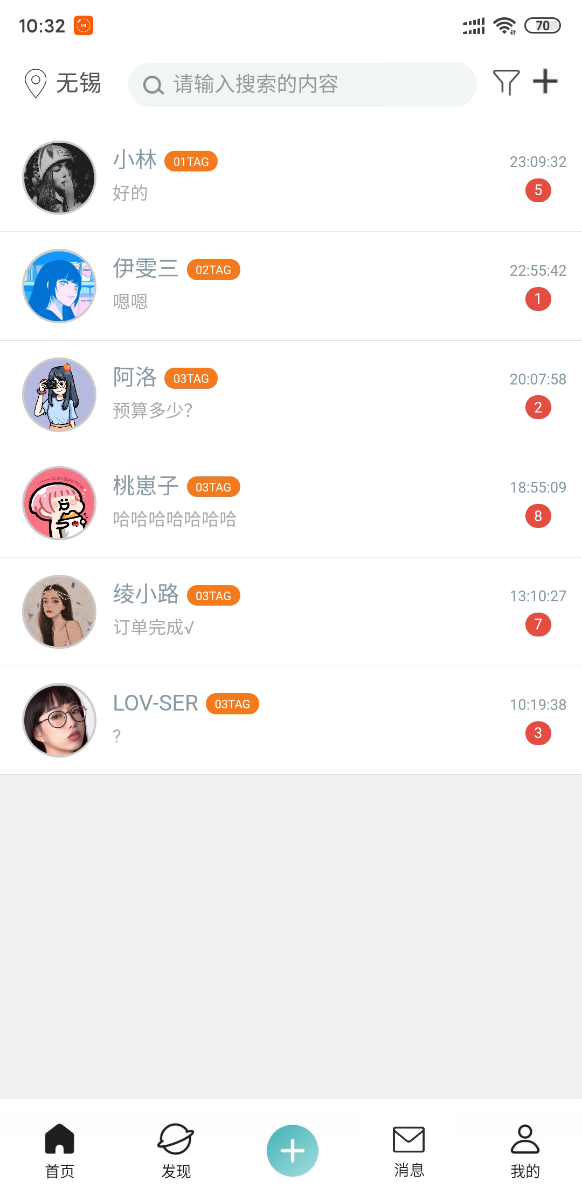 10:32
70
无锡
请输入搜索的内容
小林 01TAG 23:09:32
好的 5
伊雯三 02TAG 22:55:42
嗯嗯 1
阿洛 03TAG 20:07:58
预算多少? 2
桃崽子 03TAG 18:55:09
哈哈哈哈哈哈哈 8
绫小路 03TAG 13:10:27
订单完成√ 7
LOV-SER 03TAG 10:19:38
? 3
首页 发现 消息 我的